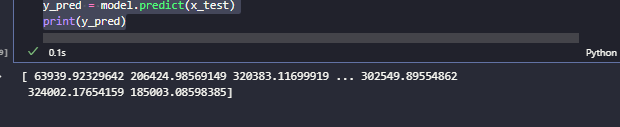 y_pred = model.predict(x_test)
print(y_pred)
0.1s
Python
[ 63939.92329642 206424.98569149 320383.11699919 ... 302549.89554862
324002.17654159 185003.08598385]